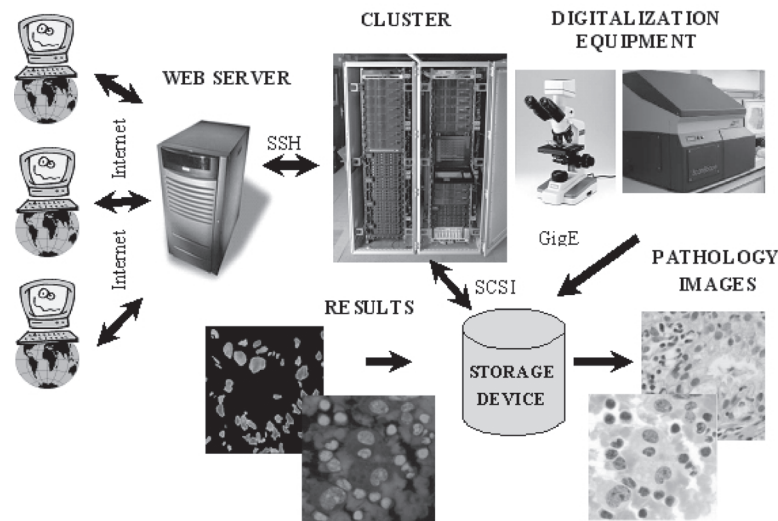 CLUSTER
DIGITALIZATION
EQUIPMENT
WEB SERVER
Internet
Internet
SSH
GigE
PATHOLOGY
IMAGES
SCSI
RESULTS
STORAGE
DEVICE